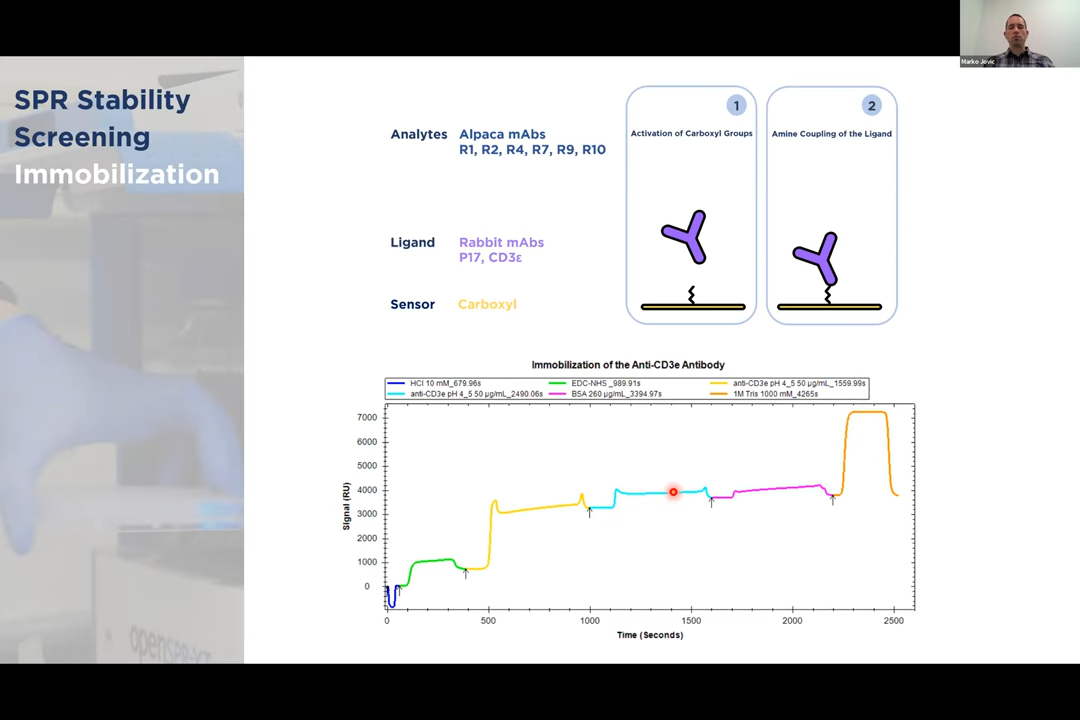 Marko Jovic
SPR Stability
Screening
Immobilization
Analytes
Alpaca mAbs
R1, R2, R4, R7, R9, R10
Ligand
Rabbit mAbs
P17, CD3ε
Sensor
Carboxyl
1
Activation of Carboxyl Groups
2
Amine Coupling of the Ligand
Immobilization of the Anti-CD3e Antibody
HCl 10 mM_679.96s
EDC-NHS _989.91s
anti-CD3e pH 4_5 50 µg/mL_1559.99s
anti-CD3e pH 4_5 50 µg/mL_2490.06s
BSA 260 µg/mL_3394.97s
1M Tris 1000 mM_4265s
Signal (RU)
7000
6000
5000
4000
3000
2000
1000
0
0
500
1000
1500
2000
2500
Time (Seconds)
openSPR-XT